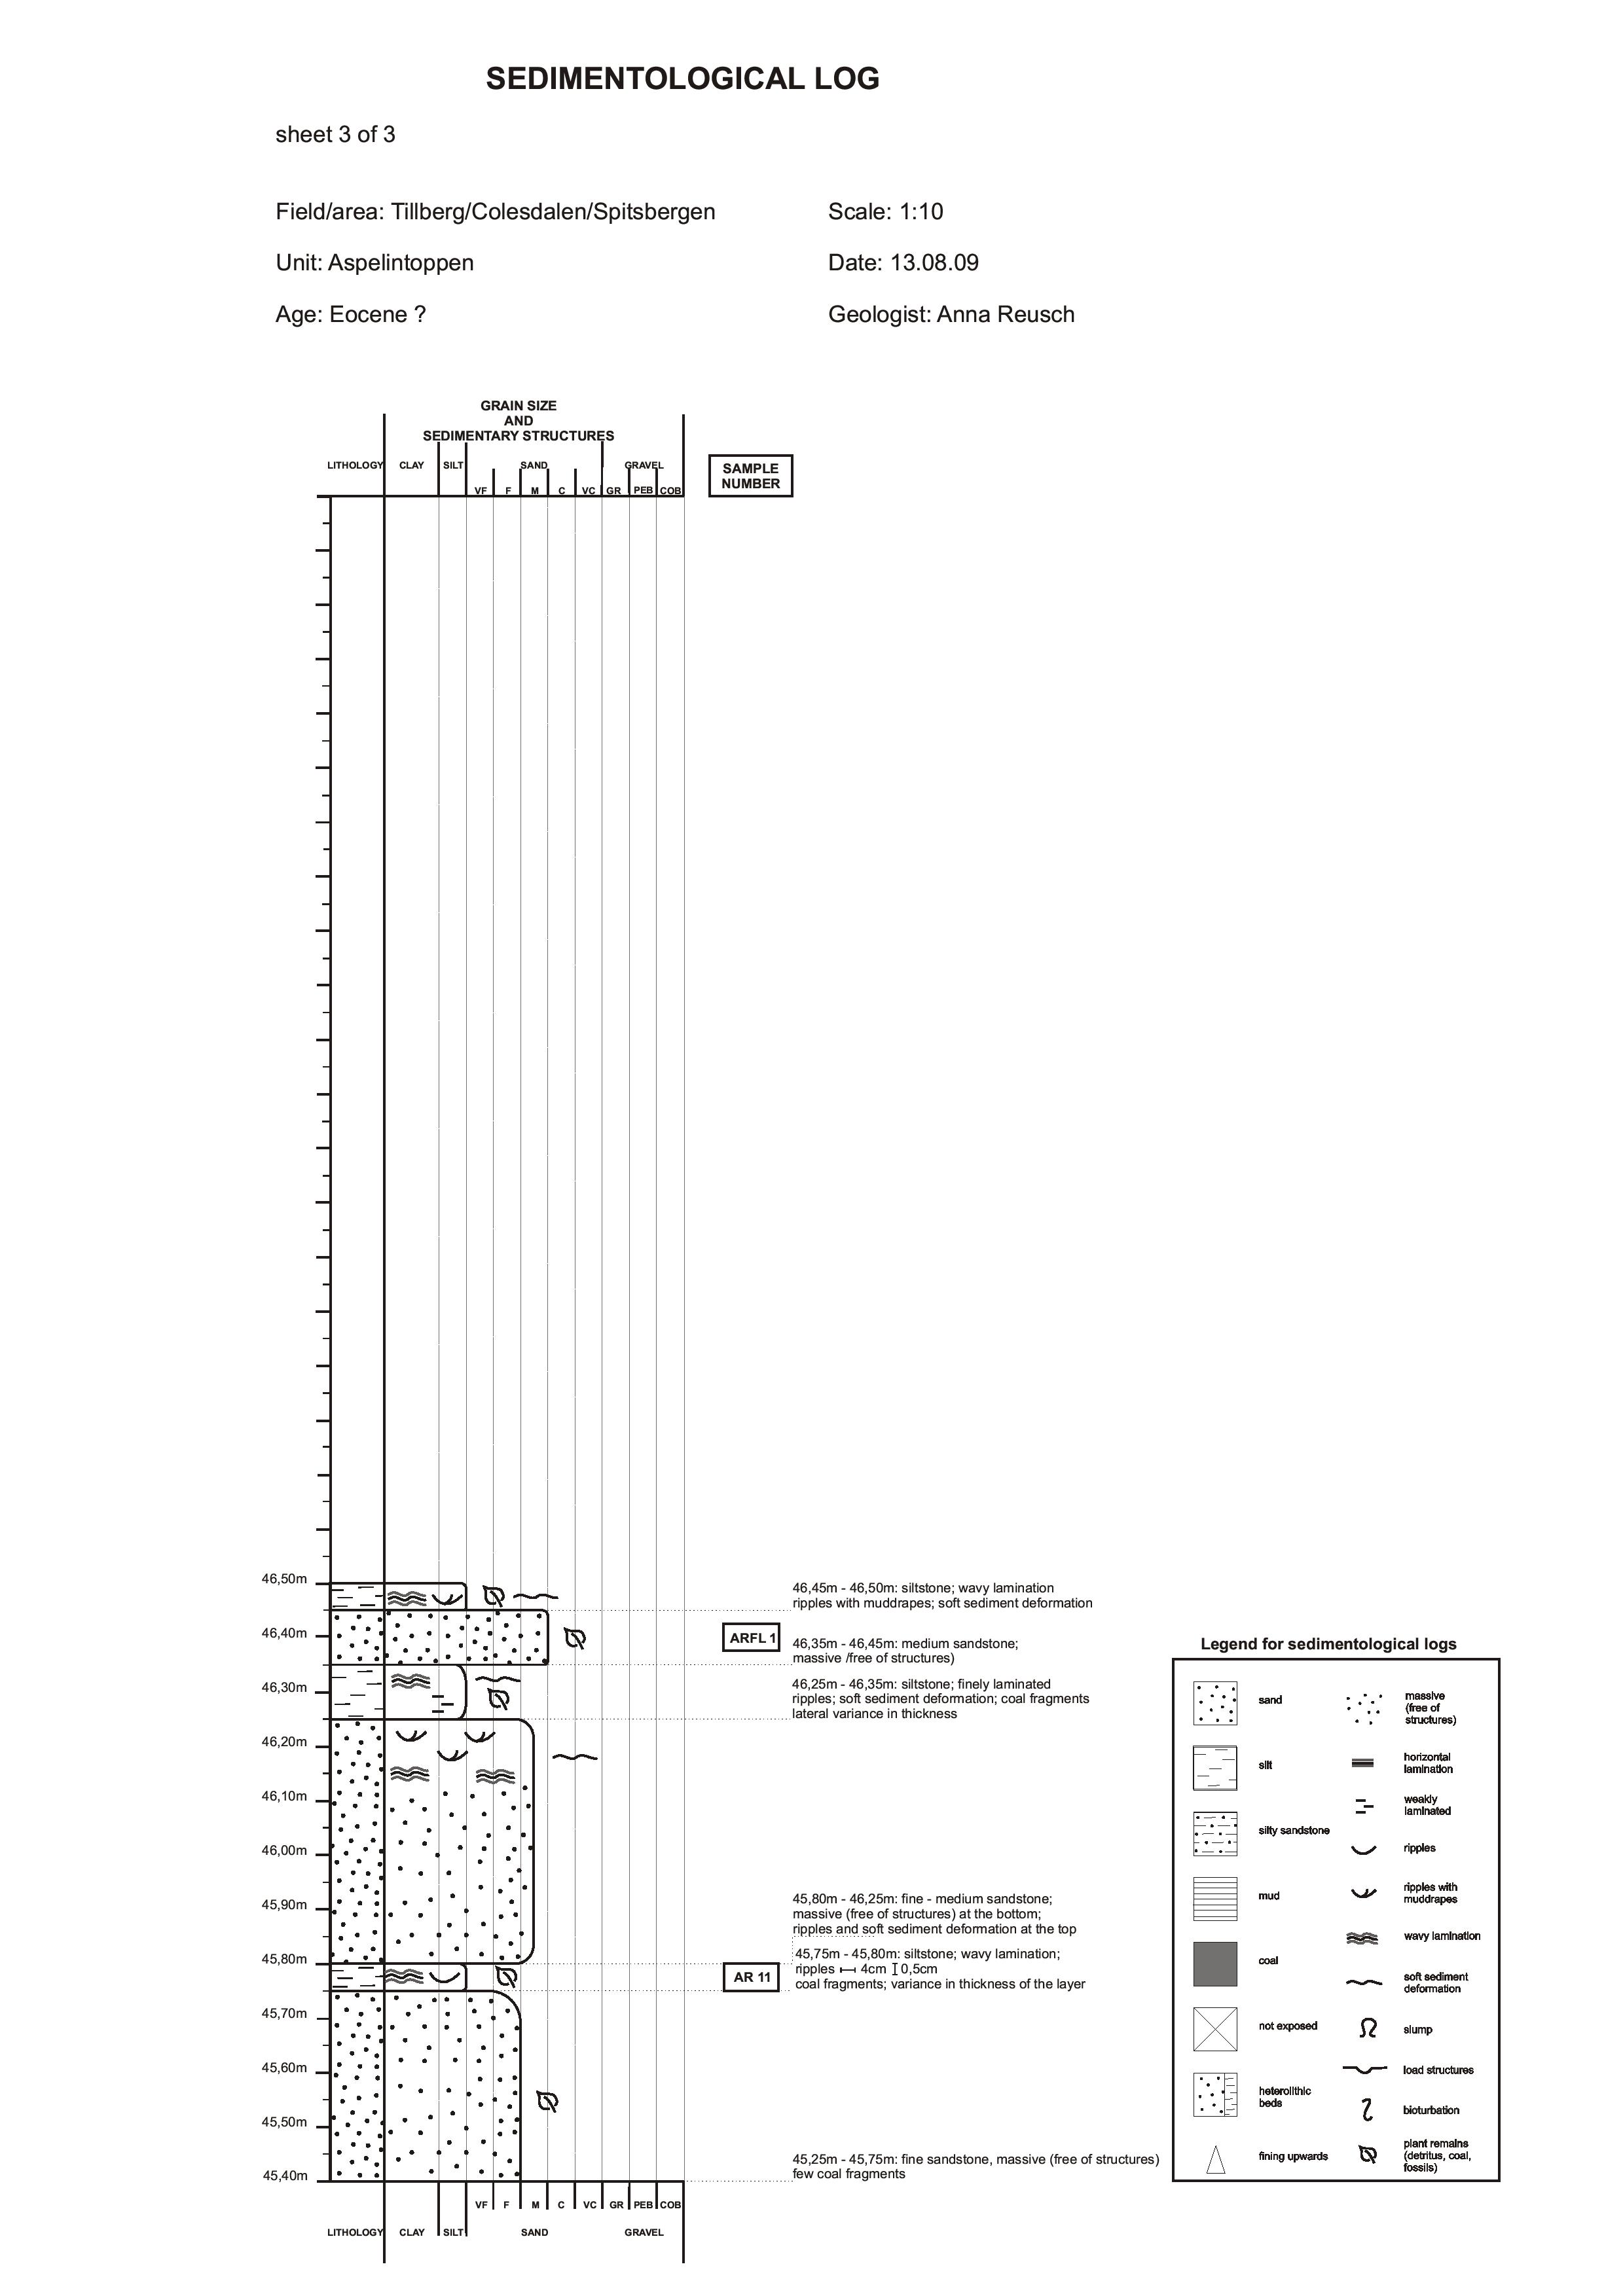 SEDIMENTOLOGICAL LOG
sheet 3 of 3
Field/area: Tillberg/Colesdalen/Spitsbergen
Scale: 1:10
Unit: Aspelintoppen
Date: 13.08.09
Age: Eocene ?
Geologist: Anna Reusch
GRAIN SIZE
AND
SEDIMENTARY STRUCTURES
LITHOLOGY CLAY SILT SAND GRAVEL
VF F M C VC GR PEB COB
SAMPLE
NUMBER
46,50m
46,45m - 46,50m: siltstone; wavy lamination
ripples with muddrapes; soft sediment deformation
46,40m
ARFL 1
46,35m - 46,45m: medium sandstone;
massive /free of structures)
46,30m
46,25m - 46,35m: siltstone; finely laminated
ripples; soft sediment deformation; coal fragments
lateral variance in thickness
46,20m
46,10m
46,00m
45,90m
45,80m - 46,25m: fine - medium sandstone;
massive (free of structures) at the bottom;
ripples and soft sediment deformation at the top
45,80m
AR 11
45,75m - 45,80m: siltstone; wavy lamination;
ripples 4cm 0,5cm
coal fragments; variance in thickness of the layer
45,70m
45,60m
45,50m
45,40m
45,25m - 45,75m: fine sandstone, massive (free of structures)
few coal fragments
VF F M C VC GR PEB COB
LITHOLOGY CLAY SILT SAND GRAVEL
Legend for sedimentological logs
sand
silt
silty sandstone
mud
coal
not exposed
heterolithic
beds
fining upwards
massive
(free of
structures)
horizontal
lamination
weakly
laminated
ripples
ripples with
muddrapes
wavy lamination
soft sediment
deformation
slump
load structures
bioturbation
plant remains
(detritus, coal,
fossils)